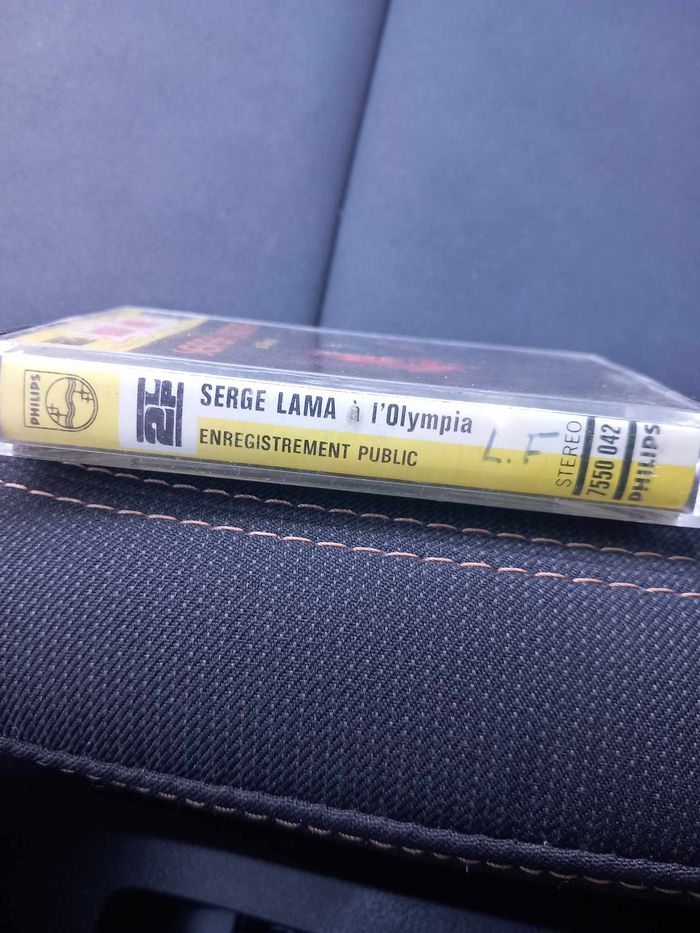 PHILIPS
SERGE LAMA à l'Olympia
ENREGISTREMENT PUBLIC
L.F
STEREO
7550 042
PHILIPS